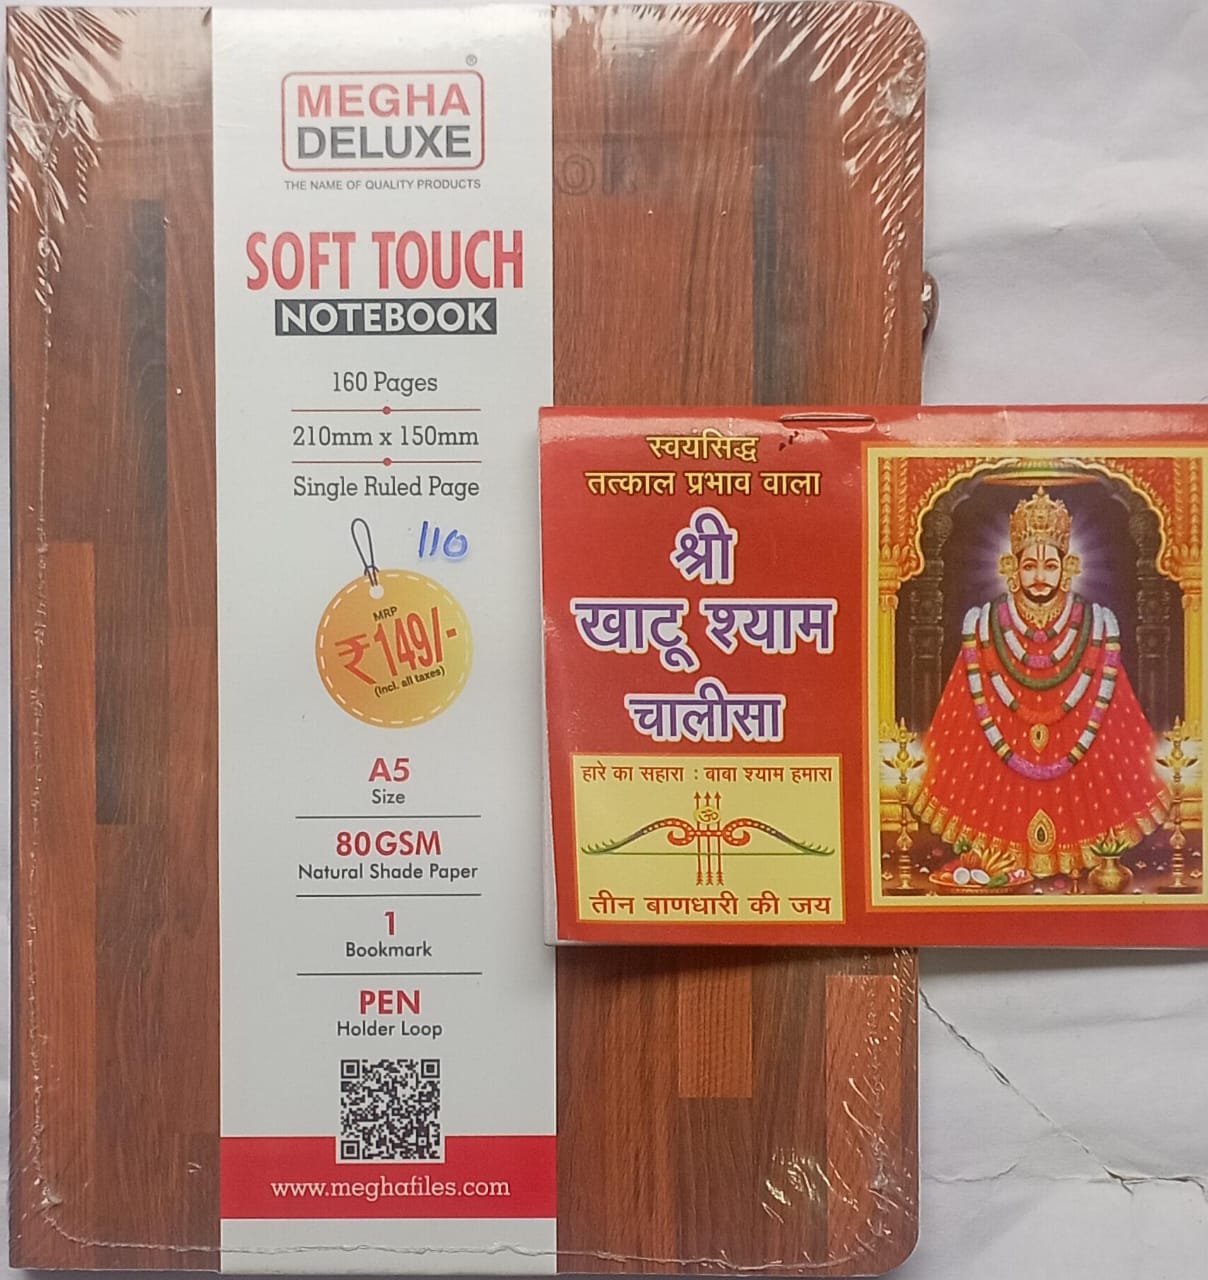 MEGHA®
DELUXE
THE NAME OF QUALITY PRODUCTS
SOFT TOUCH
NOTEBOOK
160 Pages
210mm x 150mm
Single Ruled Page
110
MRP
₹149/-
(Incl. all taxes)
A5
Size
80GSM
Natural Shade Paper
1
Bookmark
PEN
Holder Loop
www.meghafiles.com
स्वयंसिद्ध
तत्काल प्रभाव वाला
श्री
खाटू श्याम
चालीसा
हारे का सहारा : बाबा श्याम हमारा
ॐ
तीन बाणधारी की जय